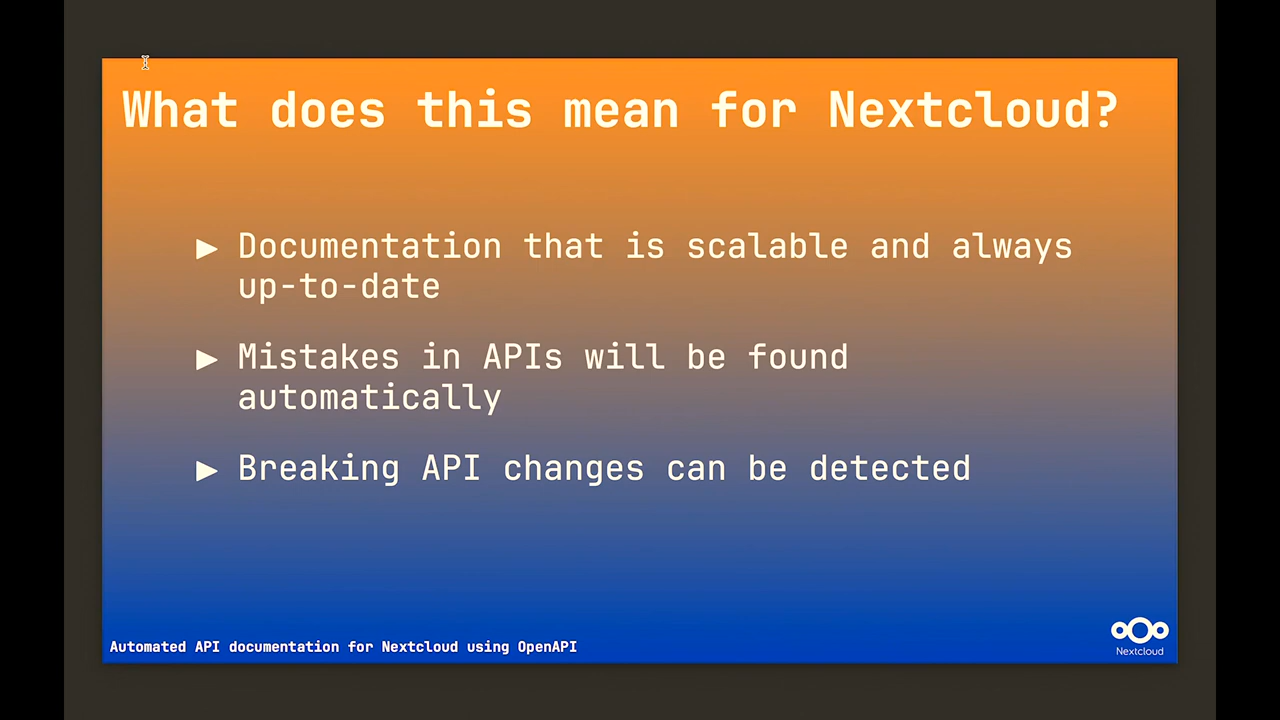 What does this mean for Nextcloud?
▶ Documentation that is scalable and always
up-to-date
▶ Mistakes in APIs will be found
automatically
▶ Breaking API changes can be detected
Automated API documentation for Nextcloud using OpenAPI
Nextcloud